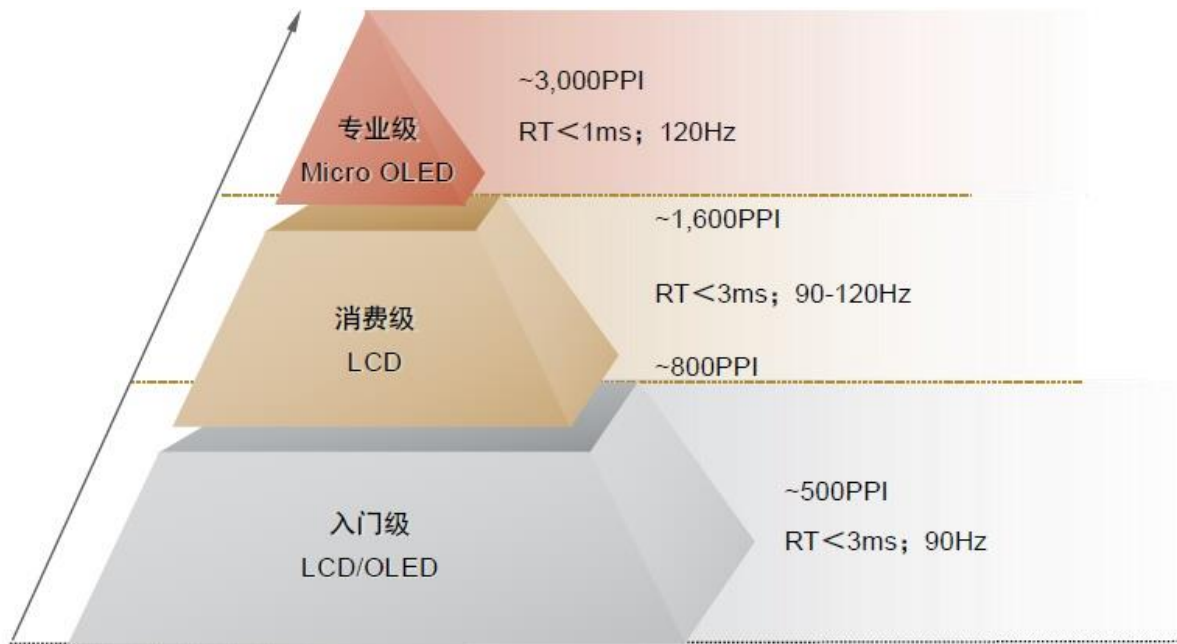 ~3,000PPI
专业级
RT＜1ms；120Hz
Micro OLED
~1,600PPI
RT＜3ms；90-120Hz
消费级
LCD
~800PPI
~500PPI
入门级
RT＜3ms；90Hz
LCD/OLED